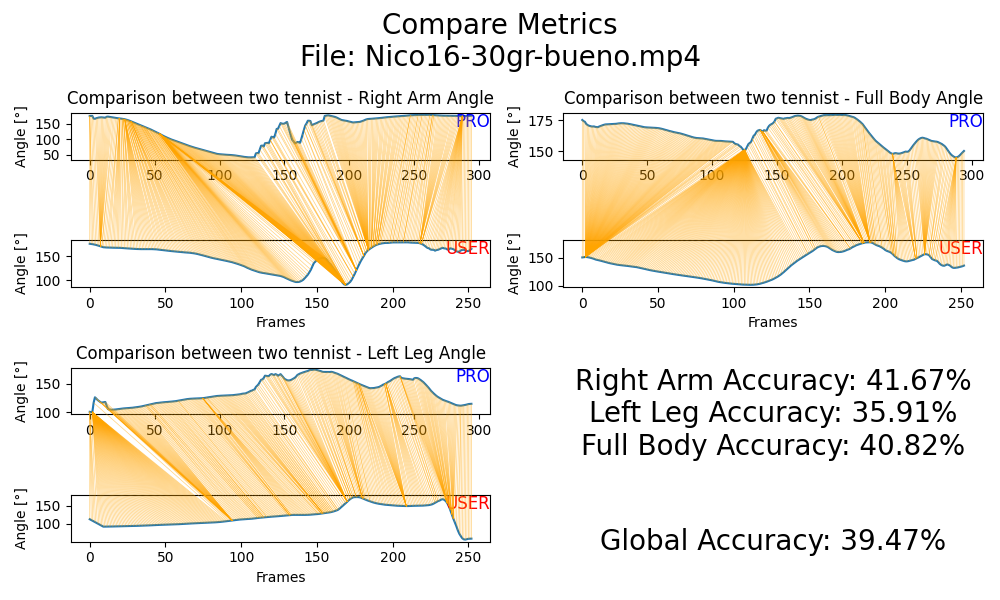 Compare Metrics
File: Nico16-30gr-bueno.mp4
Comparison between two tennist - Right Arm Angle
Angle [°]
150
100
50
PRO
0 50 100 150 200 250 300
Angle [°]
150
100
USER
0 50 100 150 200 250
Frames
Comparison between two tennist - Full Body Angle
Angle [°]
175
150
PRO
0 50 100 150 200 250 300
Angle [°]
150
100
USER
0 50 100 150 200 250
Frames
Comparison between two tennist - Left Leg Angle
Angle [°]
150
100
PRO
0 50 100 150 200 250 300
Angle [°]
150
100
USER
0 50 100 150 200 250
Frames
Right Arm Accuracy: 41.67%
Left Leg Accuracy: 35.91%
Full Body Accuracy: 40.82%
Global Accuracy: 39.47%